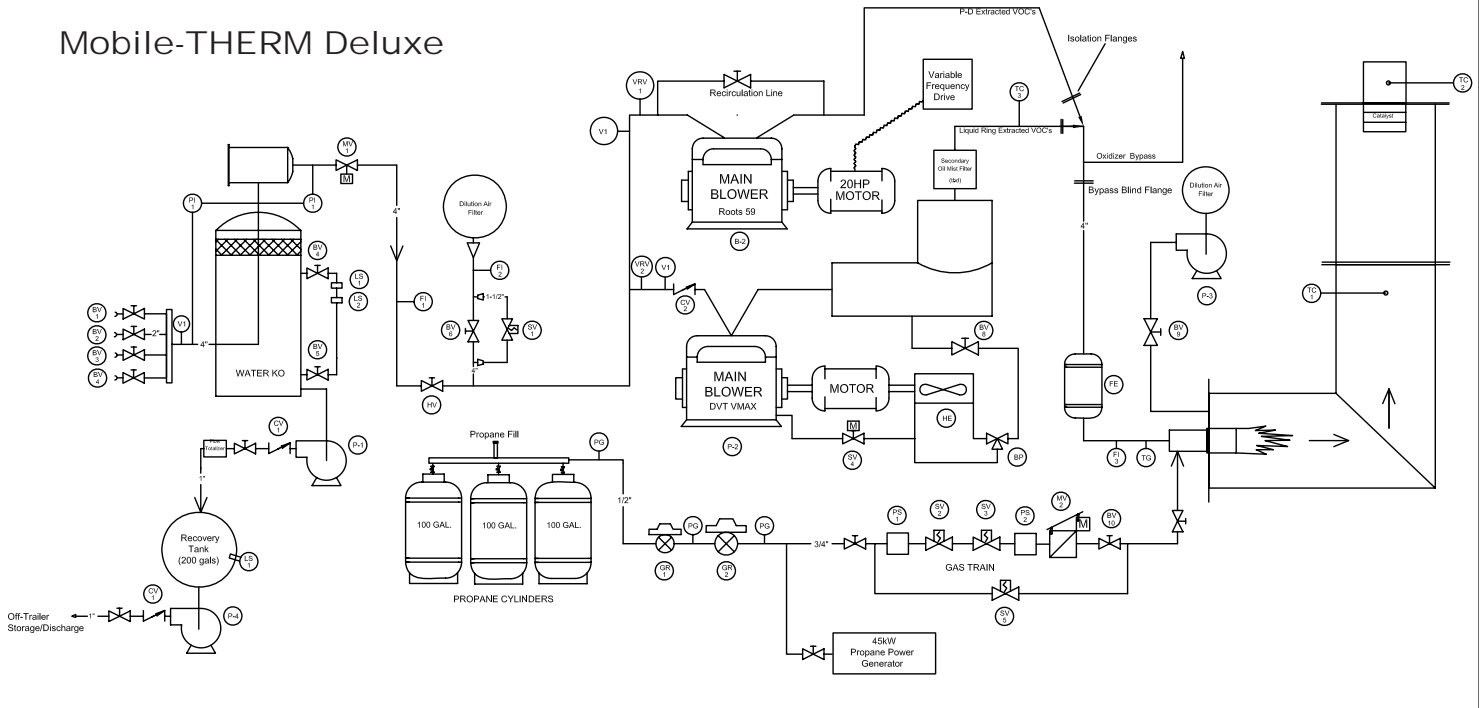 Mobile-THERM Deluxe
P-D Extracted VOC's
Isolation Flanges
VRV
1
Recirculation Line
Variable
Frequency
Drive
TC
3
TC
2
Catalyst
V1
Liquid Ring Extracted VOC's
MV
1
M
Secondary
Oil Mist Filter
(tbd)
Oxidizer Bypass
MAIN
BLOWER
Roots 59
20HP
MOTOR
Bypass Blind Flange
Dilution Air
Filter
PI
1
PI
1
4"
Dilution Air
Filter
4"
B-2
BV
4
LS
1
LS
2
FI
2
VRV
2
V1
P-3
TC
1
1-1/2"
FI
1
CV
2
BV
1
BV
2
BV
3
BV
4
2"
V1
4"
BV
6
SV
1
BV
8
BV
9
BV
5
4"
WATER KO
MAIN
BLOWER
DVT VMAX
MOTOR
FE
HV
HE
CV
1
P-1
Flow
Totalizer
Propane Fill
PG
P-2
M
SV
4
BP
FI
3
TG
1"
1/2"
100 GAL.
100 GAL.
100 GAL.
PG
PG
PS
1
SV
2
SV
3
PS
2
MV
2
M
BV
10
Recovery
Tank
(200 gals)
LS
1
3/4"
GR
1
GR
2
GAS TRAIN
PROPANE CYLINDERS
CV
1
SV
5
Off-Trailer
Storage/Discharge
1"
P-4
45kW
Propane Power
Generator